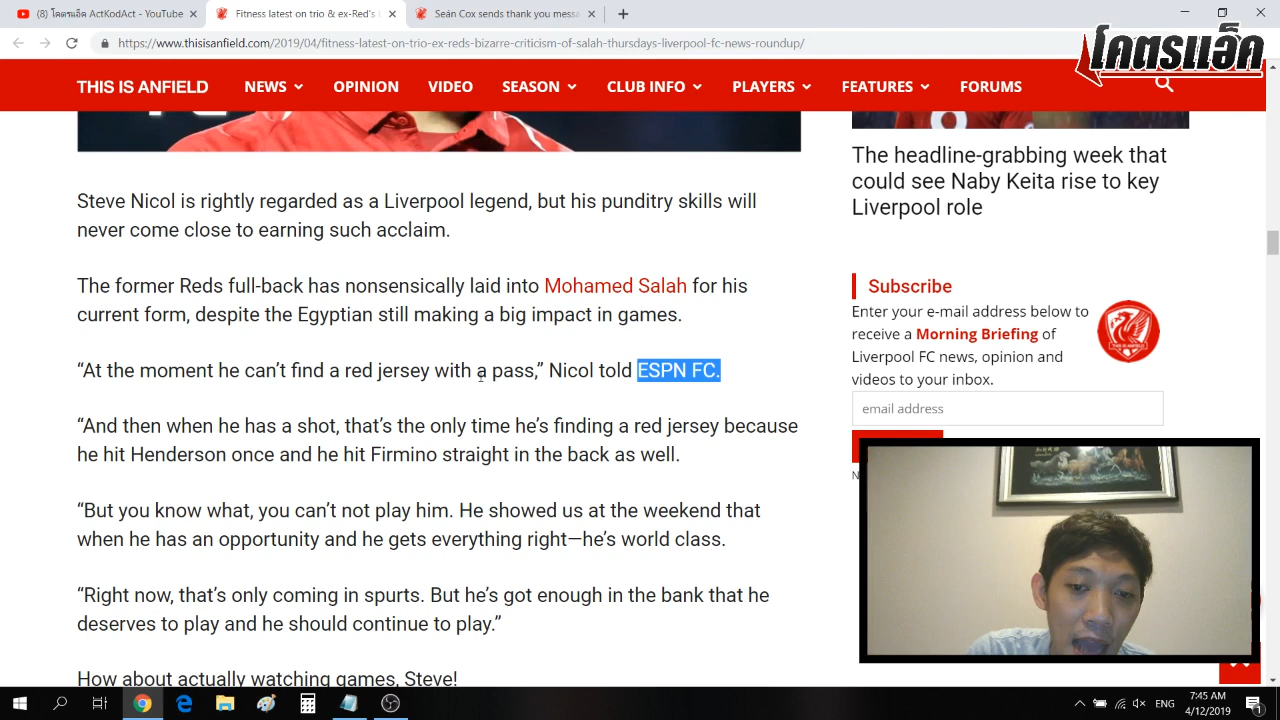 (8) โคตรแอ็ค ActKodAct - YouTube
Fitness latest on trio & ex-Red's
Seán Cox sends thank you messa
https://www.thisisanfield.com/2019/04/fitness-latest-on-trio-ex-reds-bizarre-criticism-of-salah-thursdays-liverpool-fc-news-roundup/
โคตรแอ็ค
THIS IS ANFIELD
NEWS
OPINION
VIDEO
SEASON
CLUB INFO
PLAYERS
FEATURES
FORUMS
Steve Nicol is rightly regarded as a Liverpool legend, but his punditry skills will
never come close to earning such acclaim.
The former Reds full-back has nonsensically laid into Mohamed Salah for his
current form, despite the Egyptian still making a big impact in games.
“At the moment he can’t find a red jersey with a pass,” Nicol told ESPN FC.
“And then when he has a shot, that’s the only time he’s finding a red jersey because
he hit Henderson once and he hit Firmino straight in the back as well.
“But you know what, you can’t not play him. He showed us at the weekend that
when he has an opportunity and he gets everything right—he’s world class.
“Right now, that’s only coming in spurts. But he’s got enough in the bank that he
deserves to play and he should continue to play.”
How about actually watching games, Steve!
The headline-grabbing week that
could see Naby Keita rise to key
Liverpool role
Subscribe
Enter your e-mail address below to
receive a Morning Briefing of
Liverpool FC news, opinion and
videos to your inbox.
email address
ENG
7:45 AM
4/12/2019
1